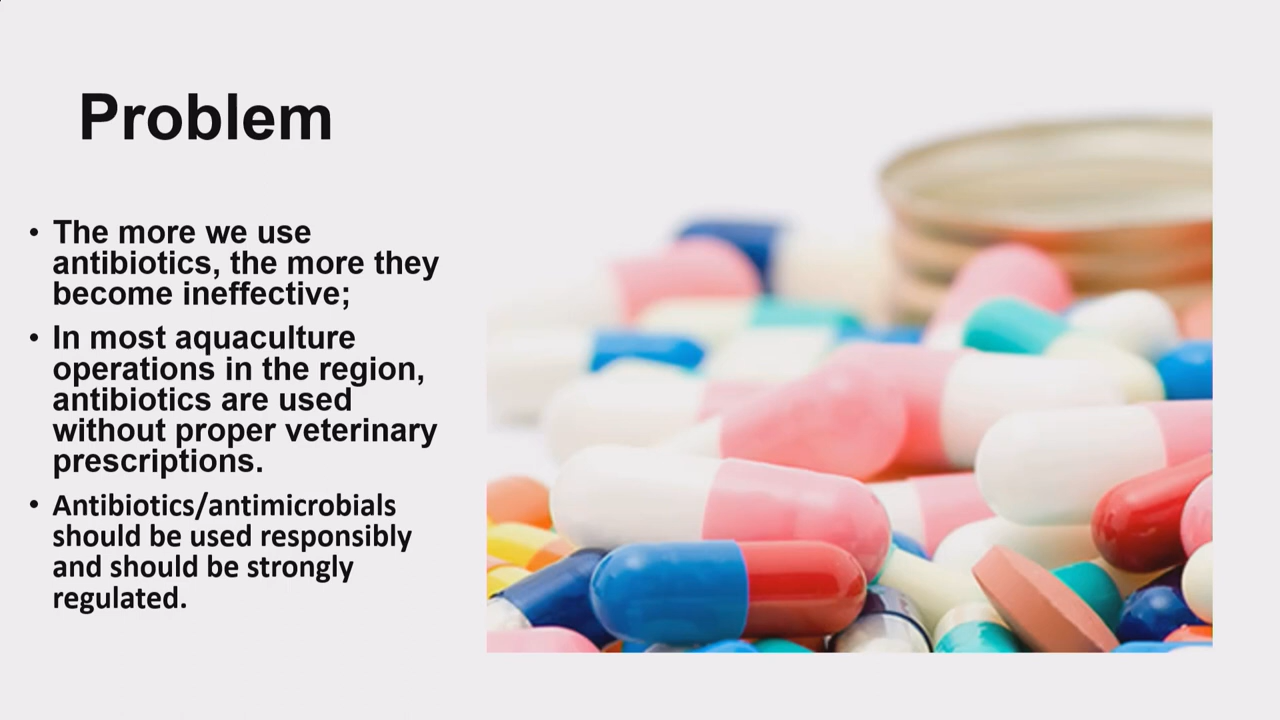 Problem
• The more we use
antibiotics, the more they
become ineffective;
• In most aquaculture
operations in the region,
antibiotics are used
without proper veterinary
prescriptions.
• Antibiotics/antimicrobials
should be used responsibly
and should be strongly
regulated.